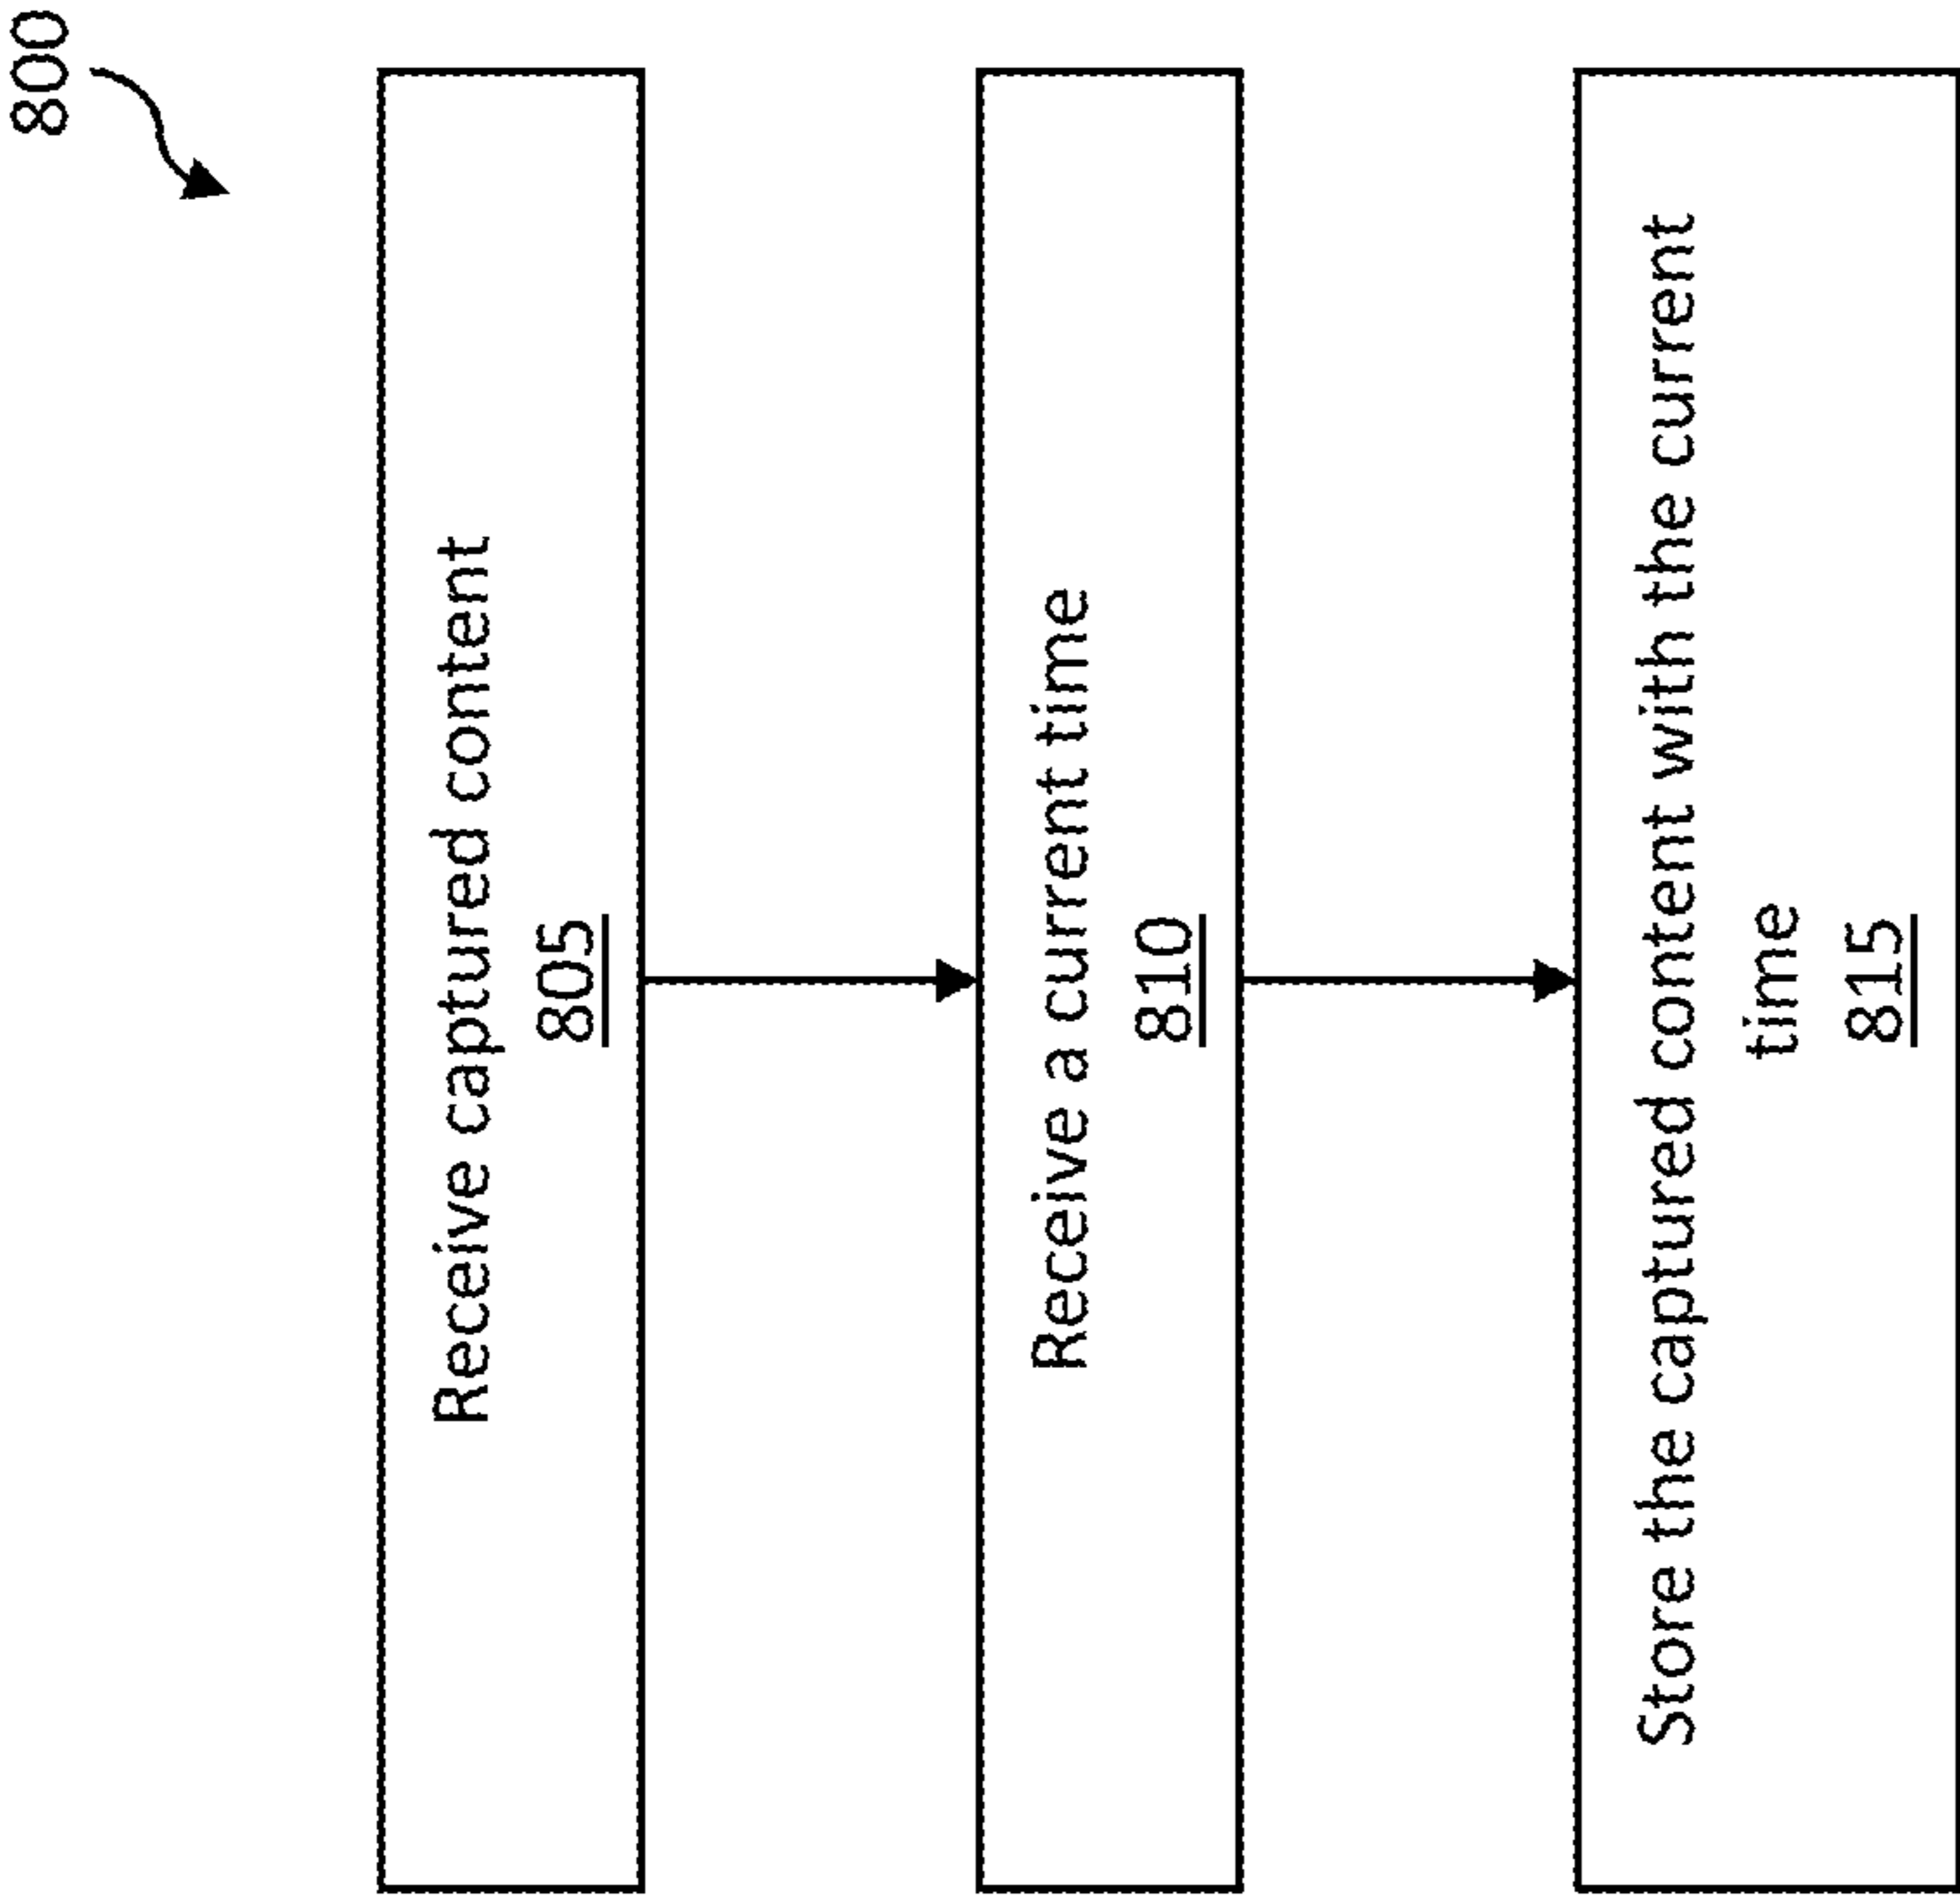 800
Receive captured content
805
Receive a current time
810
Store the captured content with the current
time
815